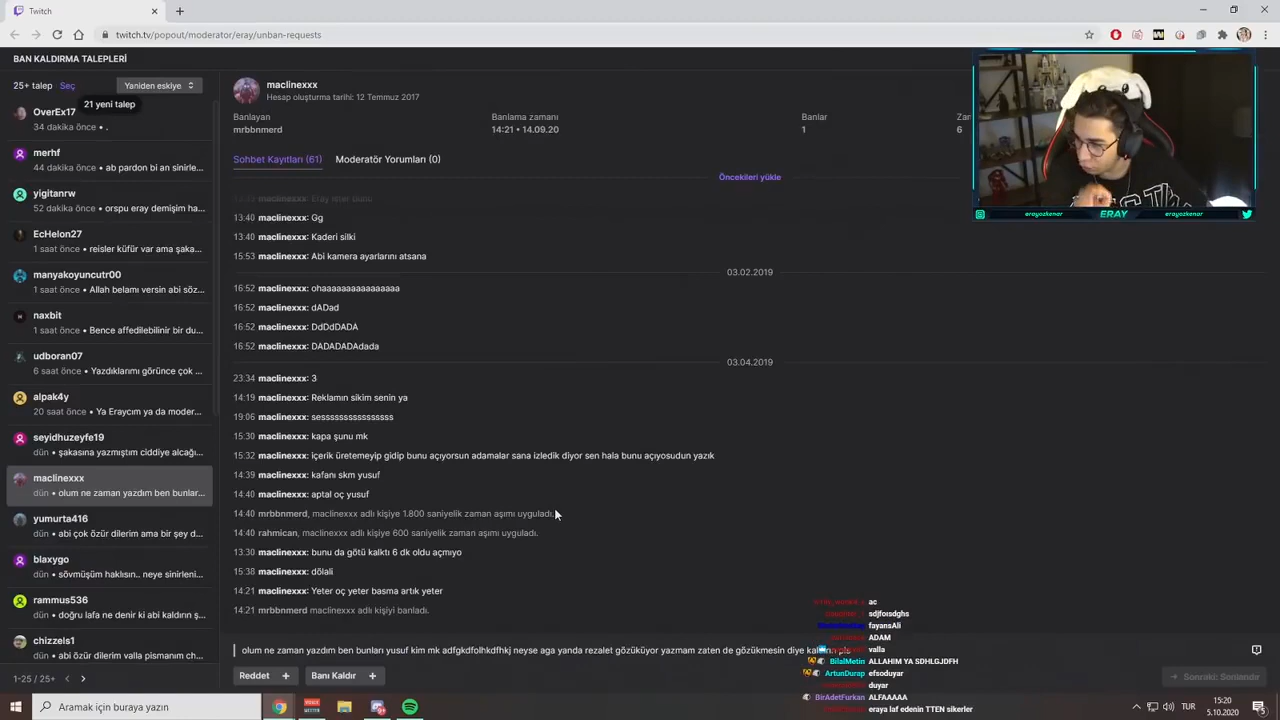 Twitch
twitch.tv/popout/moderator/eray/unban-requests
BAN KALDIRMA TALEPLERİ
25+ talep Seç Yeniden eskiye
21 yeni talep
OverEx17
34 dakika önce • .
merhf
44 dakika önce • ab pardon bi an sinirle...
yigitanrw
52 dakika önce • orspu eray demişim ha...
EcHelon27
1 saat önce • reisler küfür var ama şaka...
manyakoyuncutr00
1 saat önce • Allah belamı versin abi söz...
naxbit
1 saat önce • Bence affedilebilinir bir du...
udboran07
6 saat önce • Yazdıklarımı görünce çok ...
alpak4y
20 saat önce • Ya Eraycım ya da moder...
seyidhuzeyfe19
dün • şakasına yazmıştım ciddiye alcağı...
maclinexxx
dün • olum ne zaman yazdım ben bunlar...
yumurta416
dün • abi çok özür dilerim ama bir şey d...
blaxygo
dün • sövmüşüm haklısın.. neye sinirleni...
rammus536
dün • doğru lafa ne denir ki abi kaldırın ş...
chizzels1
dün • abi valla özür dilerim pismanım ch...
1-25 / 25+
maclinexxx
Hesap oluşturma tarihi: 12 Temmuz 2017
Banlayan
mrbbnmerd
Banlama zamanı
14:21 • 14.09.20
Banlar
1
Za
6
Sohbet Kayıtları (61) Moderatör Yorumları (0)
Öncekileri yükle
13:40 maclinexxx: Gg
13:40 maclinexxx: Kaderi silki
15:53 maclinexxx: Abi kamera ayarlarını atsana
03.02.2019
16:52 maclinexxx: ohaaaaaaaaaaaaaaa
16:52 maclinexxx: dADad
16:52 maclinexxx: DdDdDADA
16:52 maclinexxx: DADADADAdada
03.04.2019
23:34 maclinexxx: 3
14:19 maclinexxx: Reklamın sikim senin ya
19:06 maclinexxx: sessssssssssssssss
15:30 maclinexxx: kapa şunu mk
15:32 maclinexxx: içerik üretemeyip gidip bunu açıyorsun adamalar sana izledik diyor sen hala bunu açıyosudun yazık
14:39 maclinexxx: kafanı skm yusuf
14:40 maclinexxx: aptal oç yusuf
14:40 mrbbnmerd, maclinexxx adlı kişiye 1.800 saniyelik zaman aşımı uyguladı.
14:40 rahmican, maclinexxx adlı kişiye 600 saniyelik zaman aşımı uyguladı.
13:30 maclinexxx: bunu da götü kalktı 6 dk oldu açmıyo
15:38 maclinexxx: dölali
14:21 maclinexxx: Yeter oç yeter basma artık yeter
14:21 mrbbnmerd maclinexxx adlı kişiyi banladı.
olum ne zaman yazdım ben bunları yusuf kim mk adfgkdfolhkdfhkj neyse aga yanda rezalet gözüküyor yazmam zaten de gözükmesin diye
Reddet + Banı Kaldır +
Sonraki: Sonlandır
erayozkenar ERAY erayozkenar
ac
sdjfoısdghs
fayansAli
ADAM
valla
BilalMetin ALLAHIM YA SDHLGJDFH
ArtunDurap efsoduyar
duyar
BirAdetFurkan ALFAAAAA
eraya laf edenin TTEN sikerler
Aramak için buraya yazın
TUR
15:20
5.10.2020